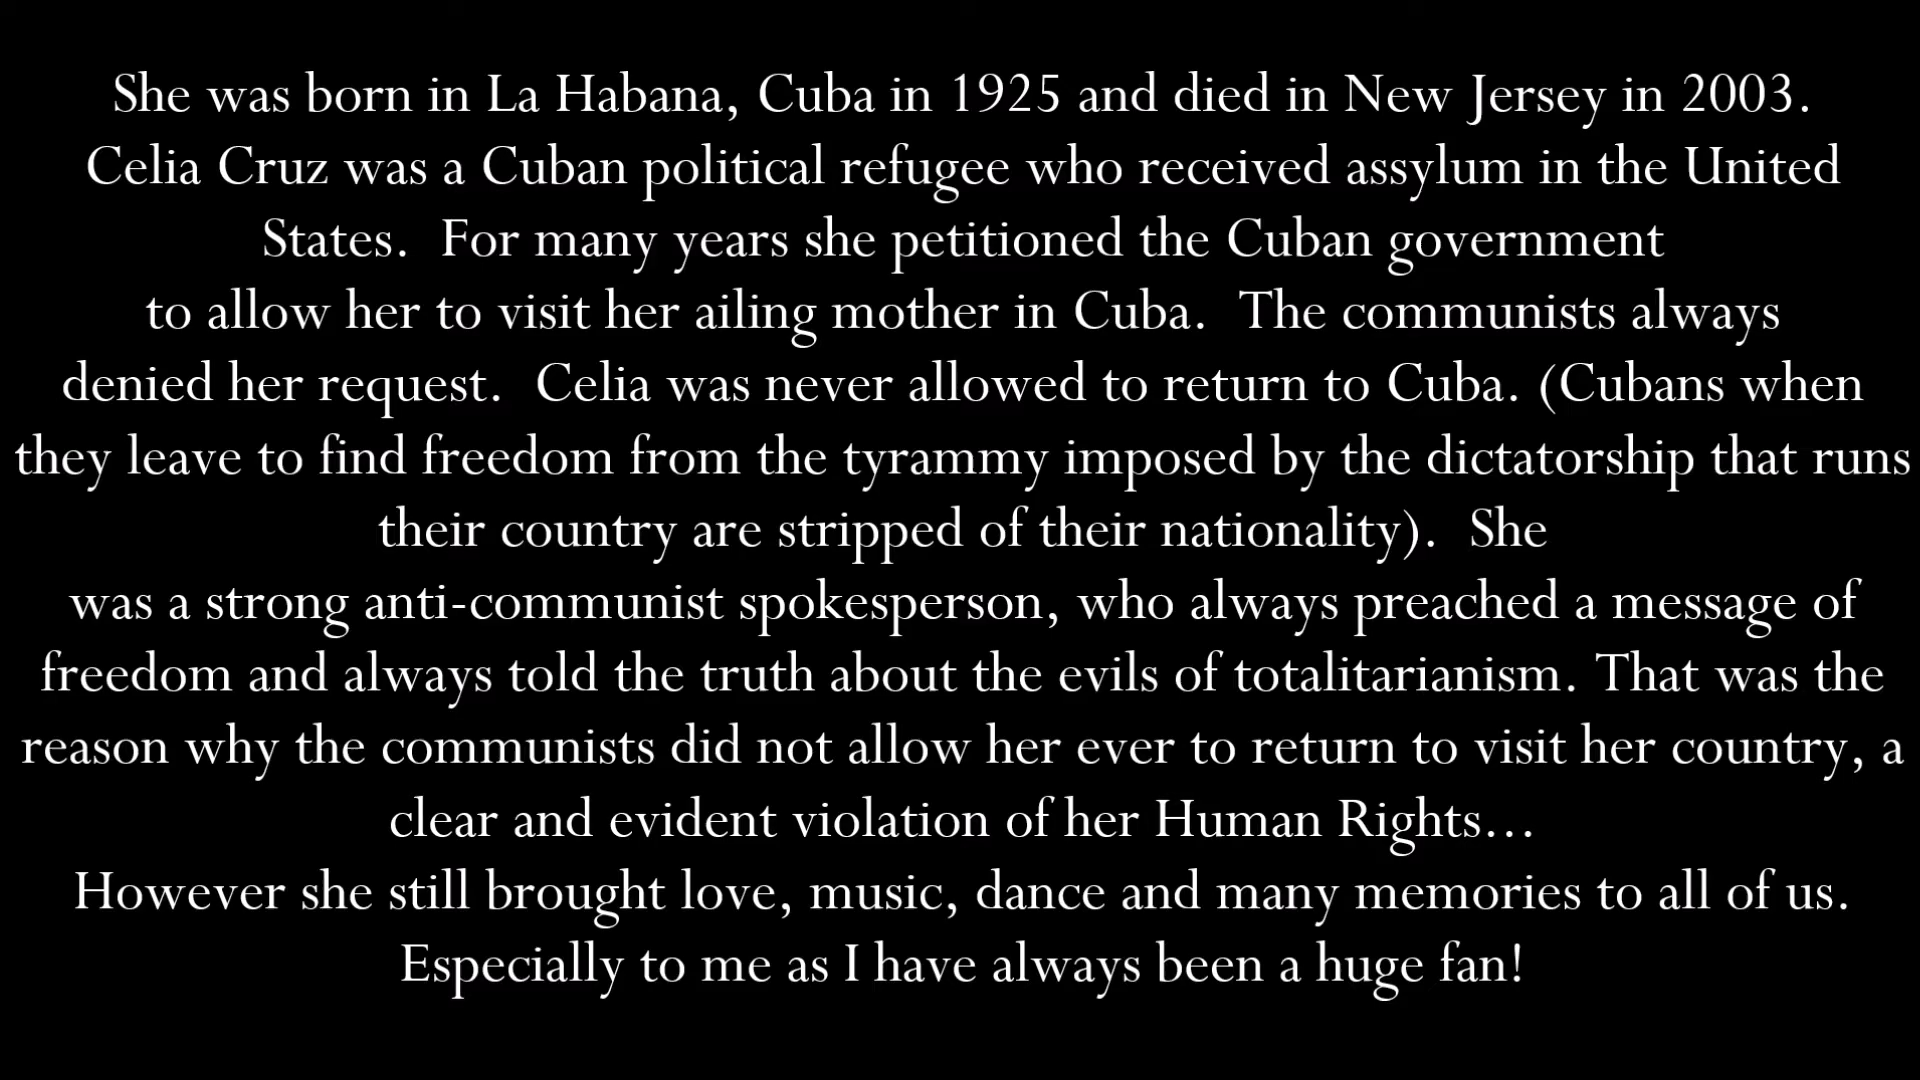 She was born in La Habana, Cuba in 1925 and died in New Jersey in 2003.
Celia Cruz was a Cuban political refugee who received assylum in the United
States.  For many years she petitioned the Cuban government
to allow her to visit her ailing mother in Cuba.  The communists always
denied her request.  Celia was never allowed to return to Cuba. (Cubans when
they leave to find freedom from the tyrammy imposed by the dictatorship that runs
their country are stripped of their nationality).  She
was a strong anti-communist spokesperson, who always preached a message of
freedom and always told the truth about the evils of totalitarianism. That was the
reason why the communists did not allow her ever to return to visit her country, a
clear and evident violation of her Human Rights...
However she still brought love, music, dance and many memories to all of us.
Especially to me as I have always been a huge fan!